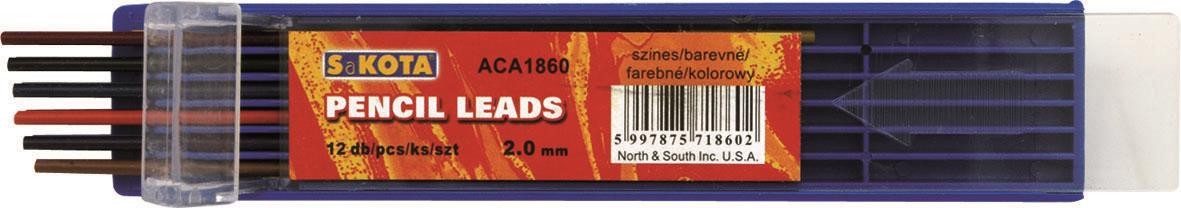 SaKOTA
ACA1860
PENCIL LEADS
12 db/pcs/ks/szt 2.0 mm
szines/barevné/
farebné/kolorowy
5 997875 718602
North & South Inc. U.S.A.